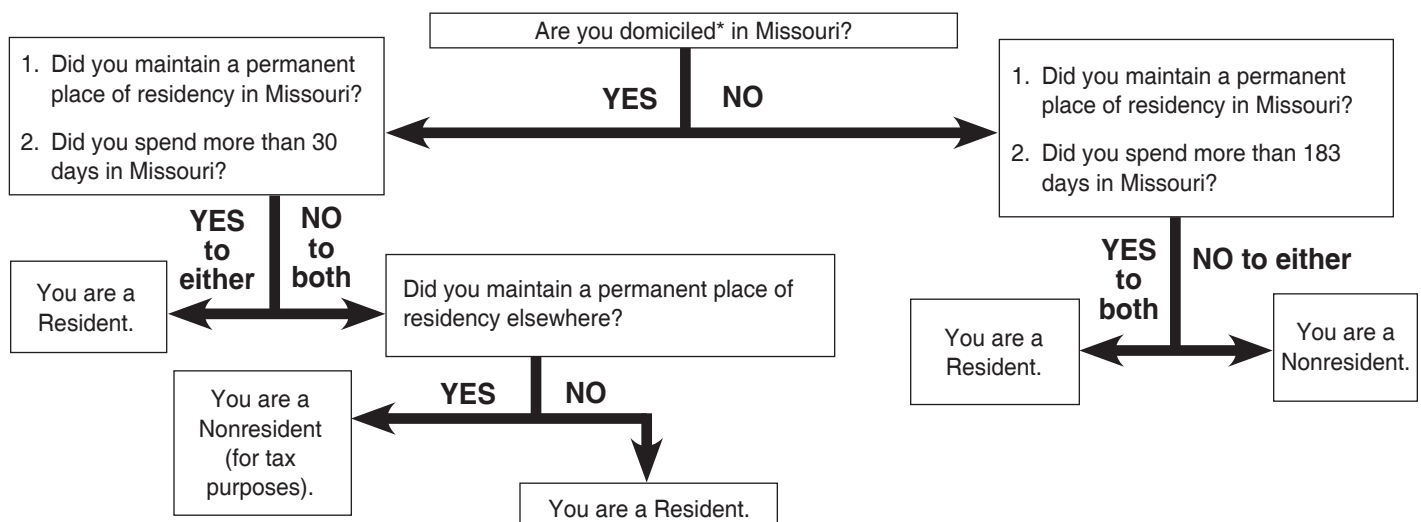 Are you domiciled* in Missouri?
YES
NO
1. Did you maintain a permanent
place of residency in Missouri?
2. Did you spend more than 30
days in Missouri?
YES
to
either
NO
to
both
You are a
Resident.
Did you maintain a permanent place of
residency elsewhere?
YES
NO
You are a
Nonresident
(for tax
purposes).
You are a Resident.
1. Did you maintain a permanent
place of residency in Missouri?
2. Did you spend more than 183
days in Missouri?
YES
to
both
NO to either
You are a
Resident.
You are a
Nonresident.